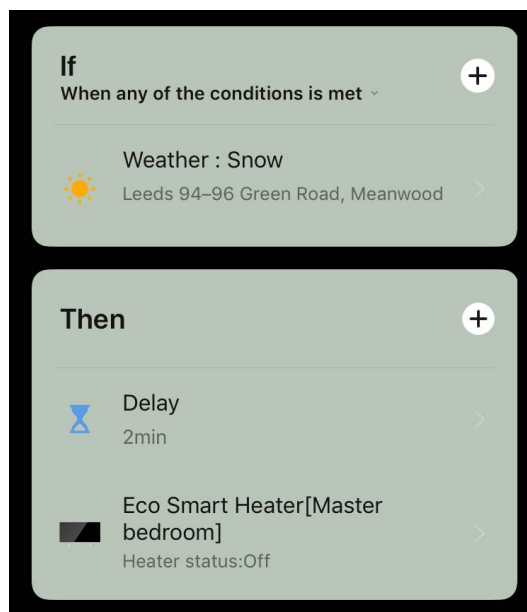 If
When any of the conditions is met
Weather : Snow
Leeds 94–96 Green Road, Meanwood
Then
Delay
2min
Eco Smart Heater[Master
bedroom]
Heater status:Off